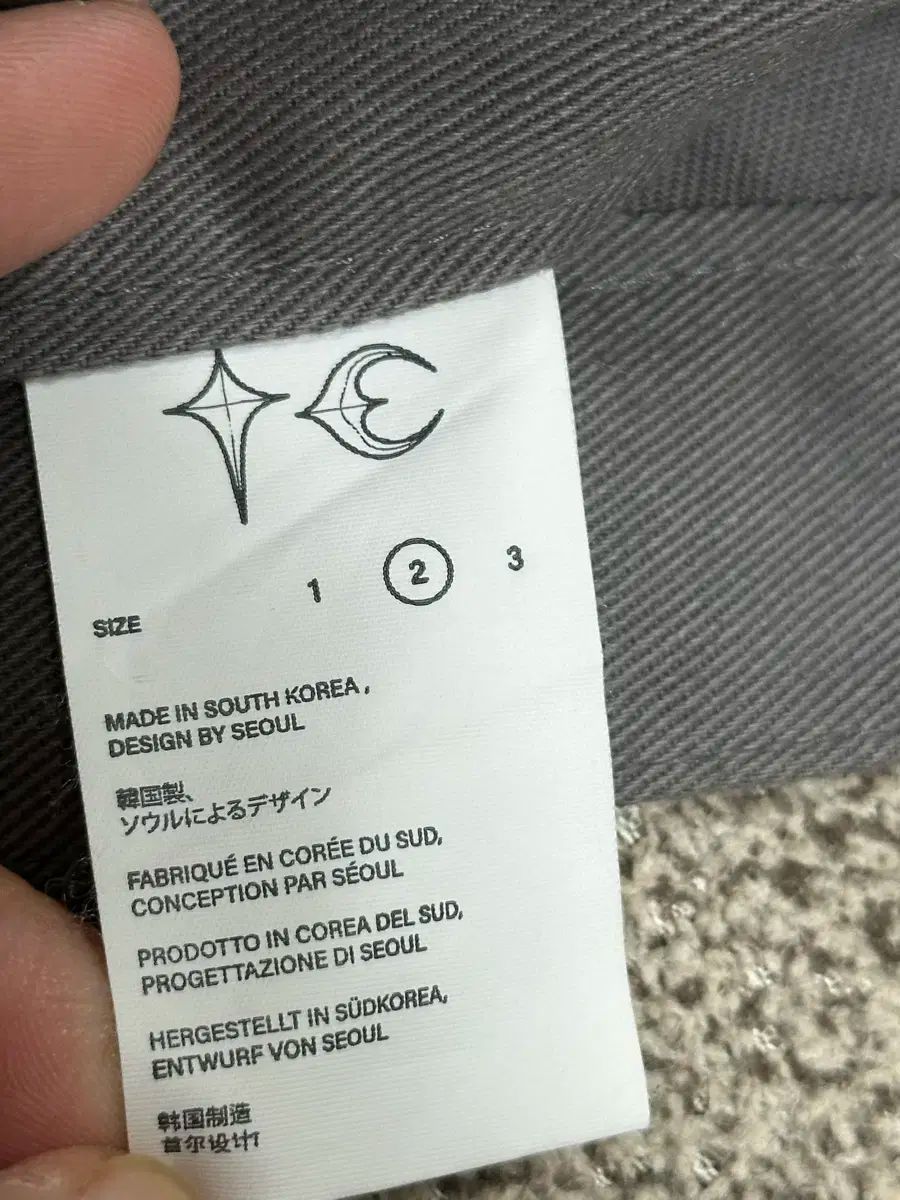 SIZE 1 2 3
MADE IN SOUTH KOREA,
DESIGN BY SEOUL
韓国製、
ソウルによるデザイン
FABRIQUÉ EN CORÉE DU SUD,
CONCEPTION PAR SÉOUL
PRODOTTO IN COREA DEL SUD,
PROGETTAZIONE DI SEOUL
HERGESTELLT IN SÜDKOREA,
ENTWURF VON SEOUL
韩国制造
首尔设计